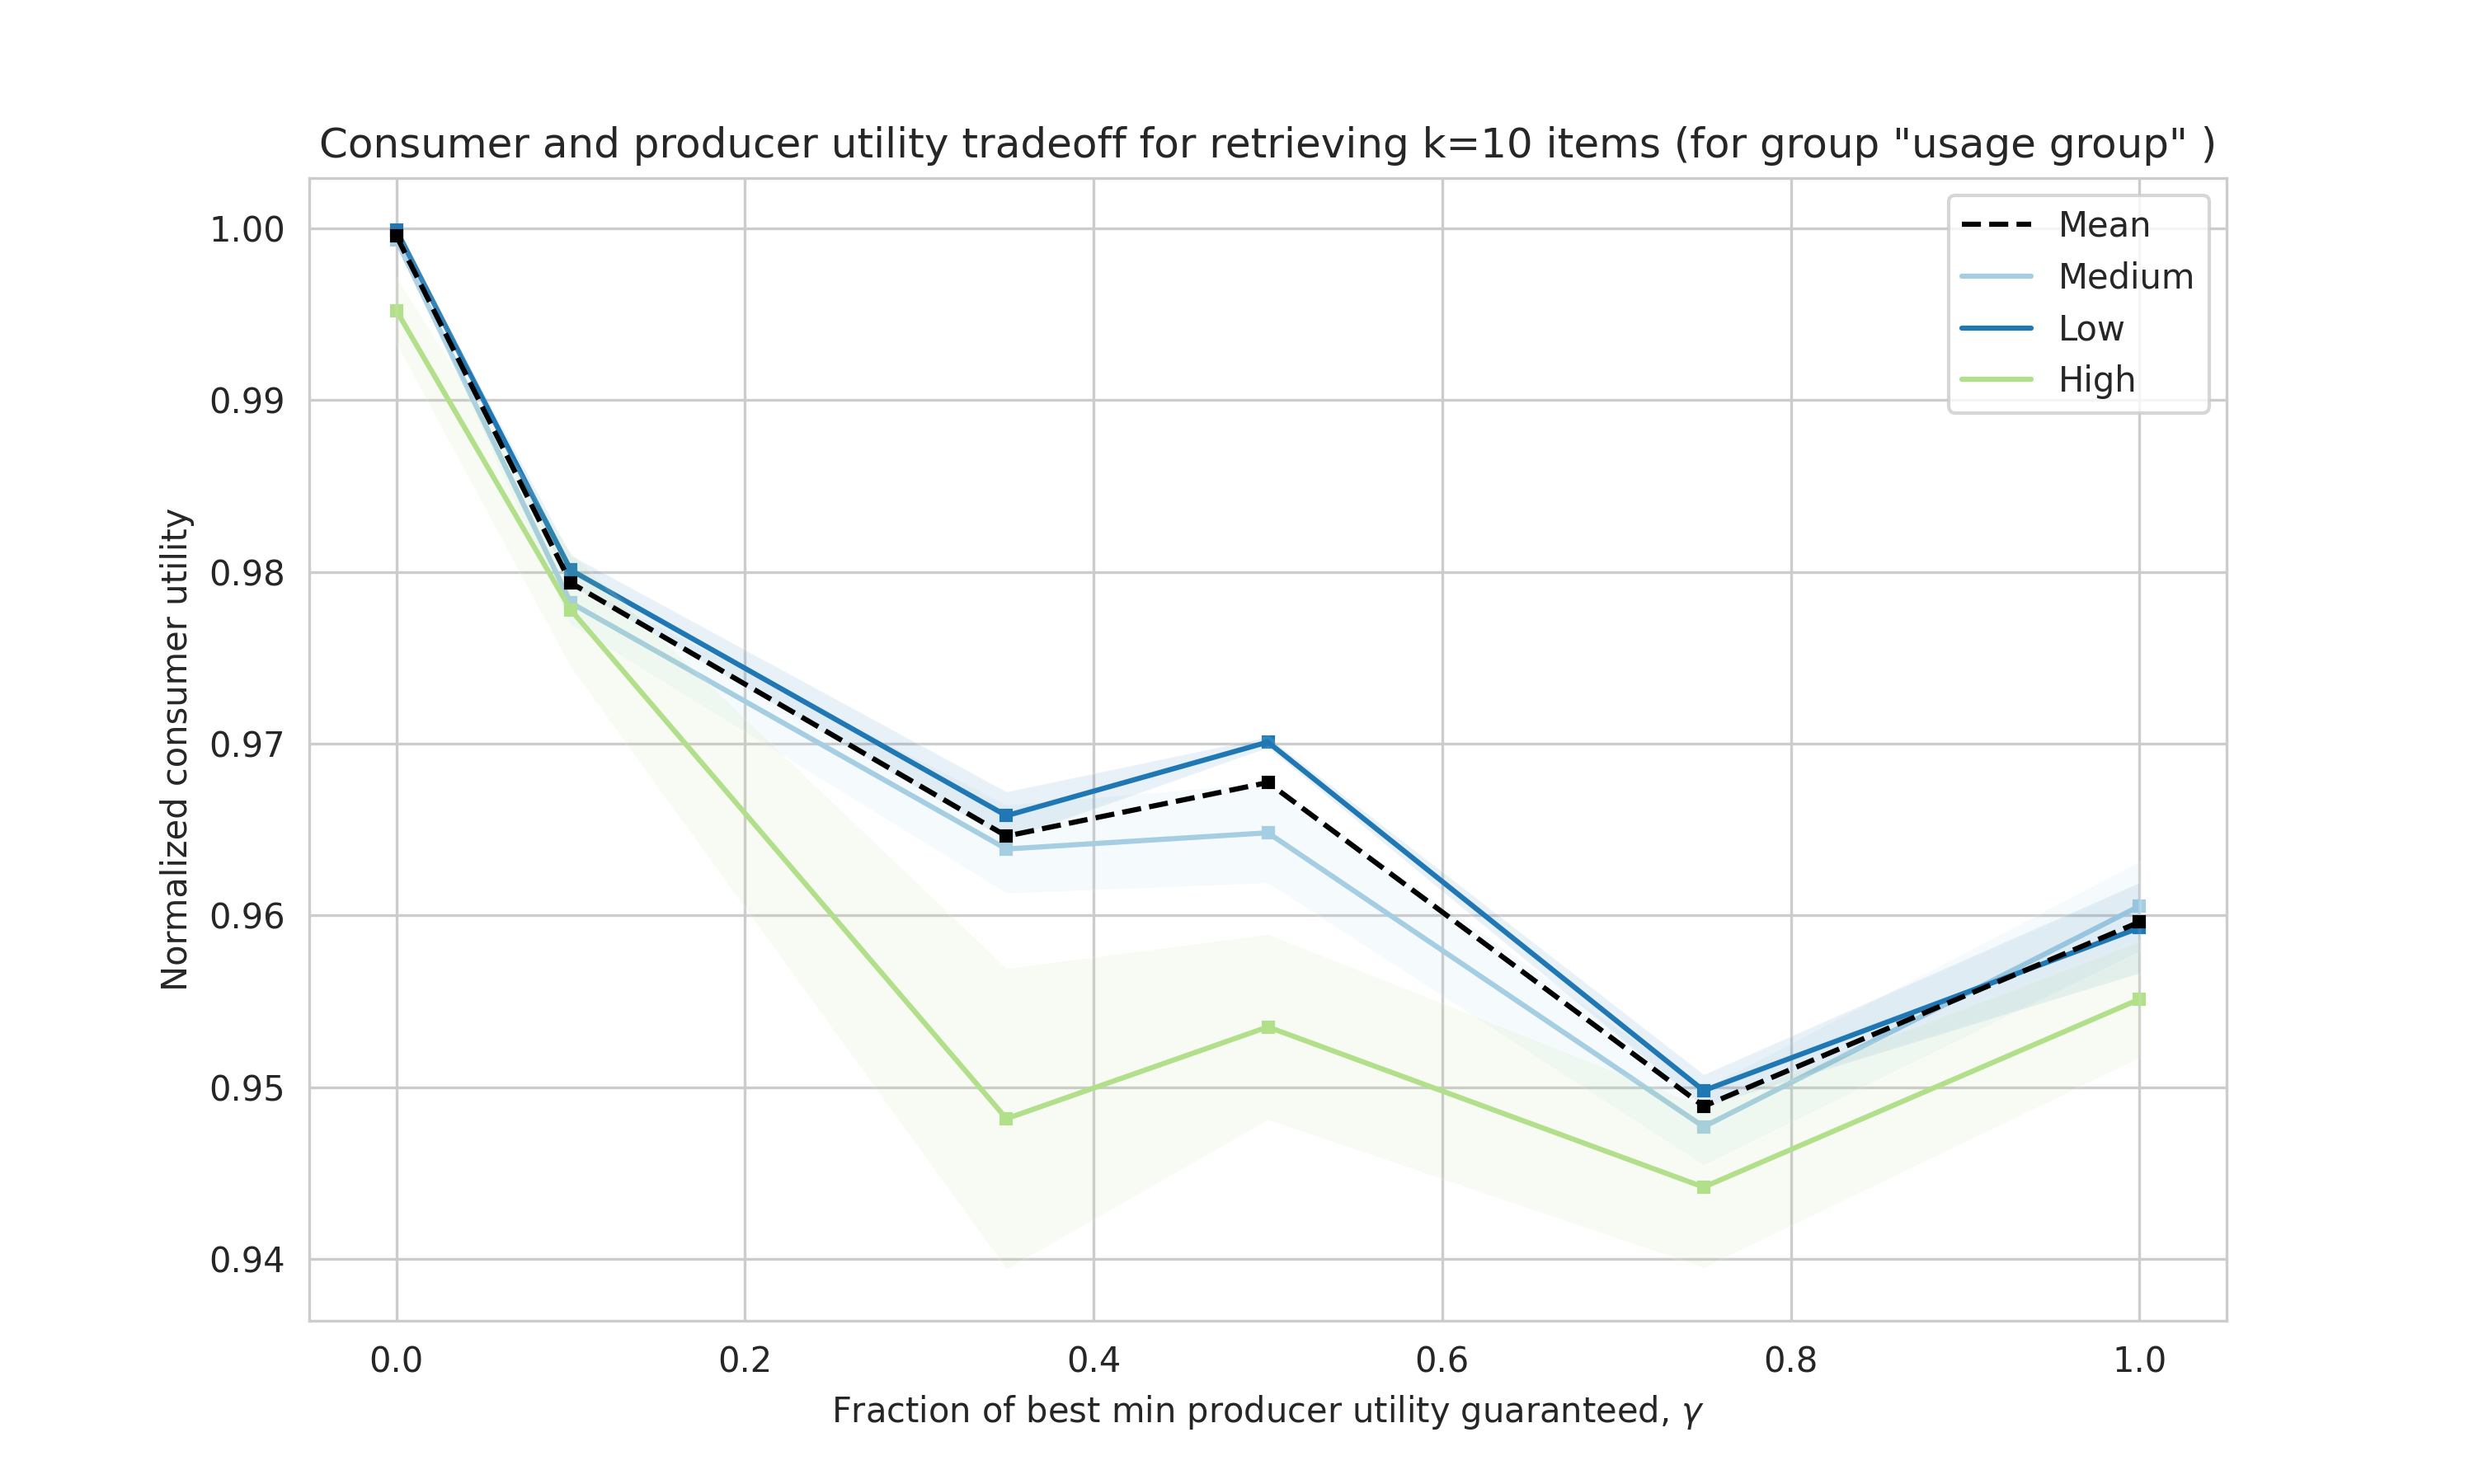 Consumer and producer utility tradeoff for retrieving k=10 items (for group "usage group" )
Mean
Medium
Low
High
1.00
0.99
0.98
0.97
0.96
0.95
0.94
Normalized consumer utility
0.0 0.2 0.4 0.6 0.8 1.0
Fraction of best min producer utility guaranteed, γ